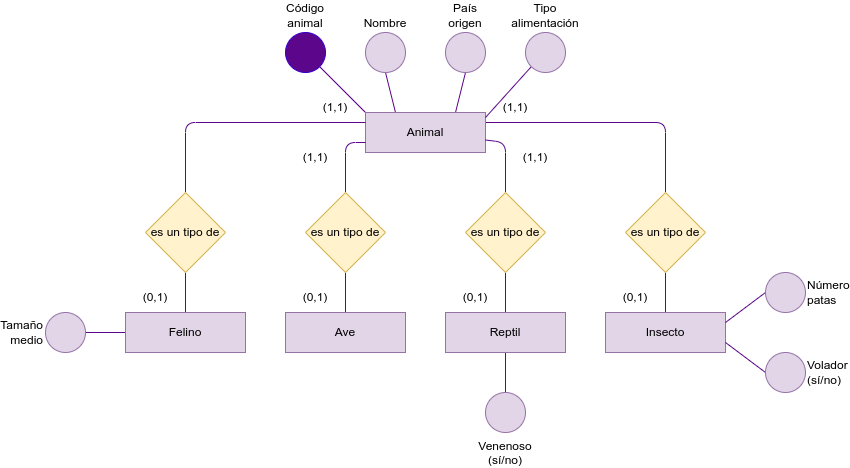 Código
animal
Nombre
País
origen
Tipo
alimentación
(1,1)
(1,1)
Animal
(1,1)
(1,1)
es un tipo de
es un tipo de
es un tipo de
es un tipo de
(0,1)
(0,1)
(0,1)
(0,1)
Número
patas
Tamaño
medio
Felino
Ave
Reptil
Insecto
Volador
(sí/no)
Venenoso
(sí/no)